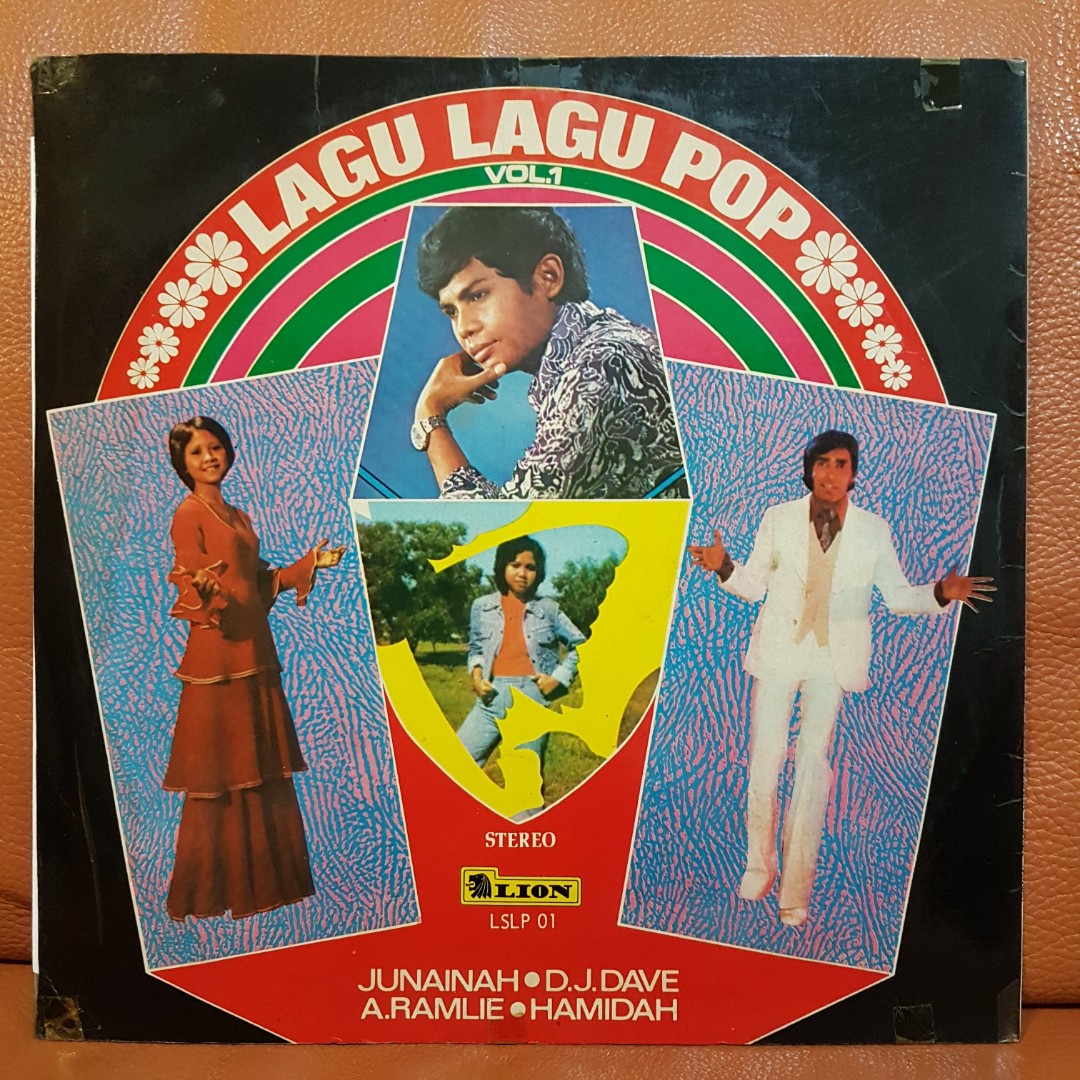 LAGU LAGU POP
VOL.1
STEREO
LION
LSLP 01
JUNAINAH • D.J.DAVE
A.RAMLIE • HAMIDAH